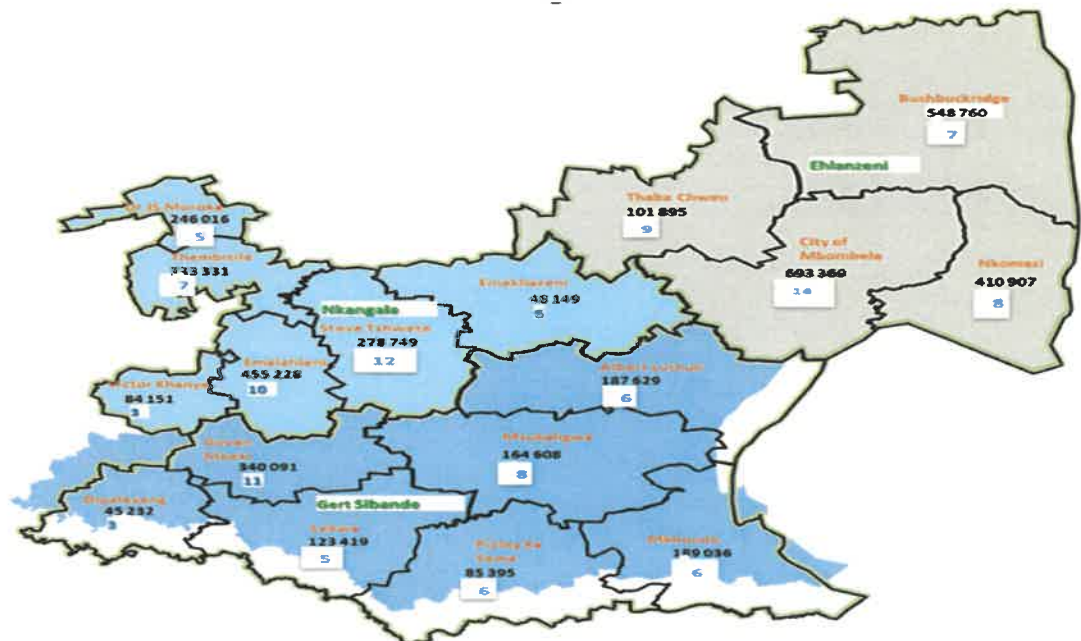 Bushbuckridge
548 760
7
Ehlanzeni
Thaba Chweu
101 895
9
City of
Mbombela
693 369
14
Nkomazi
410 907
8
Dr JS Moroka
246 016
5
Thembisile
333 331
7
Emakhazeni
48 149
5
Nkangala
Steve Tshwete
278 749
12
Emalahleni
455 228
10
Victor Khanye
84 151
3
Albert Luthuli
187 629
6
Msukaligwa
164 608
8
Govan
Mbeki
340 091
11
Dipaleseng
45 232
3
Gert Sibande
Lekwa
123 419
5
Pixley Ka
Seme
85 395
6
Mkhondo
189 036
6